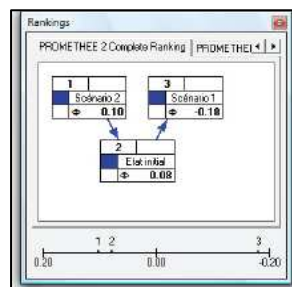 Rankings
PROMETHEE 2 Complete Ranking PROMETHEI
1
Scénario 2
Φ 0.10
3
Scénario 1
Φ -0.18
2
Etat initial
Φ 0.08
1 2 3
0.20 0.00 -0.20